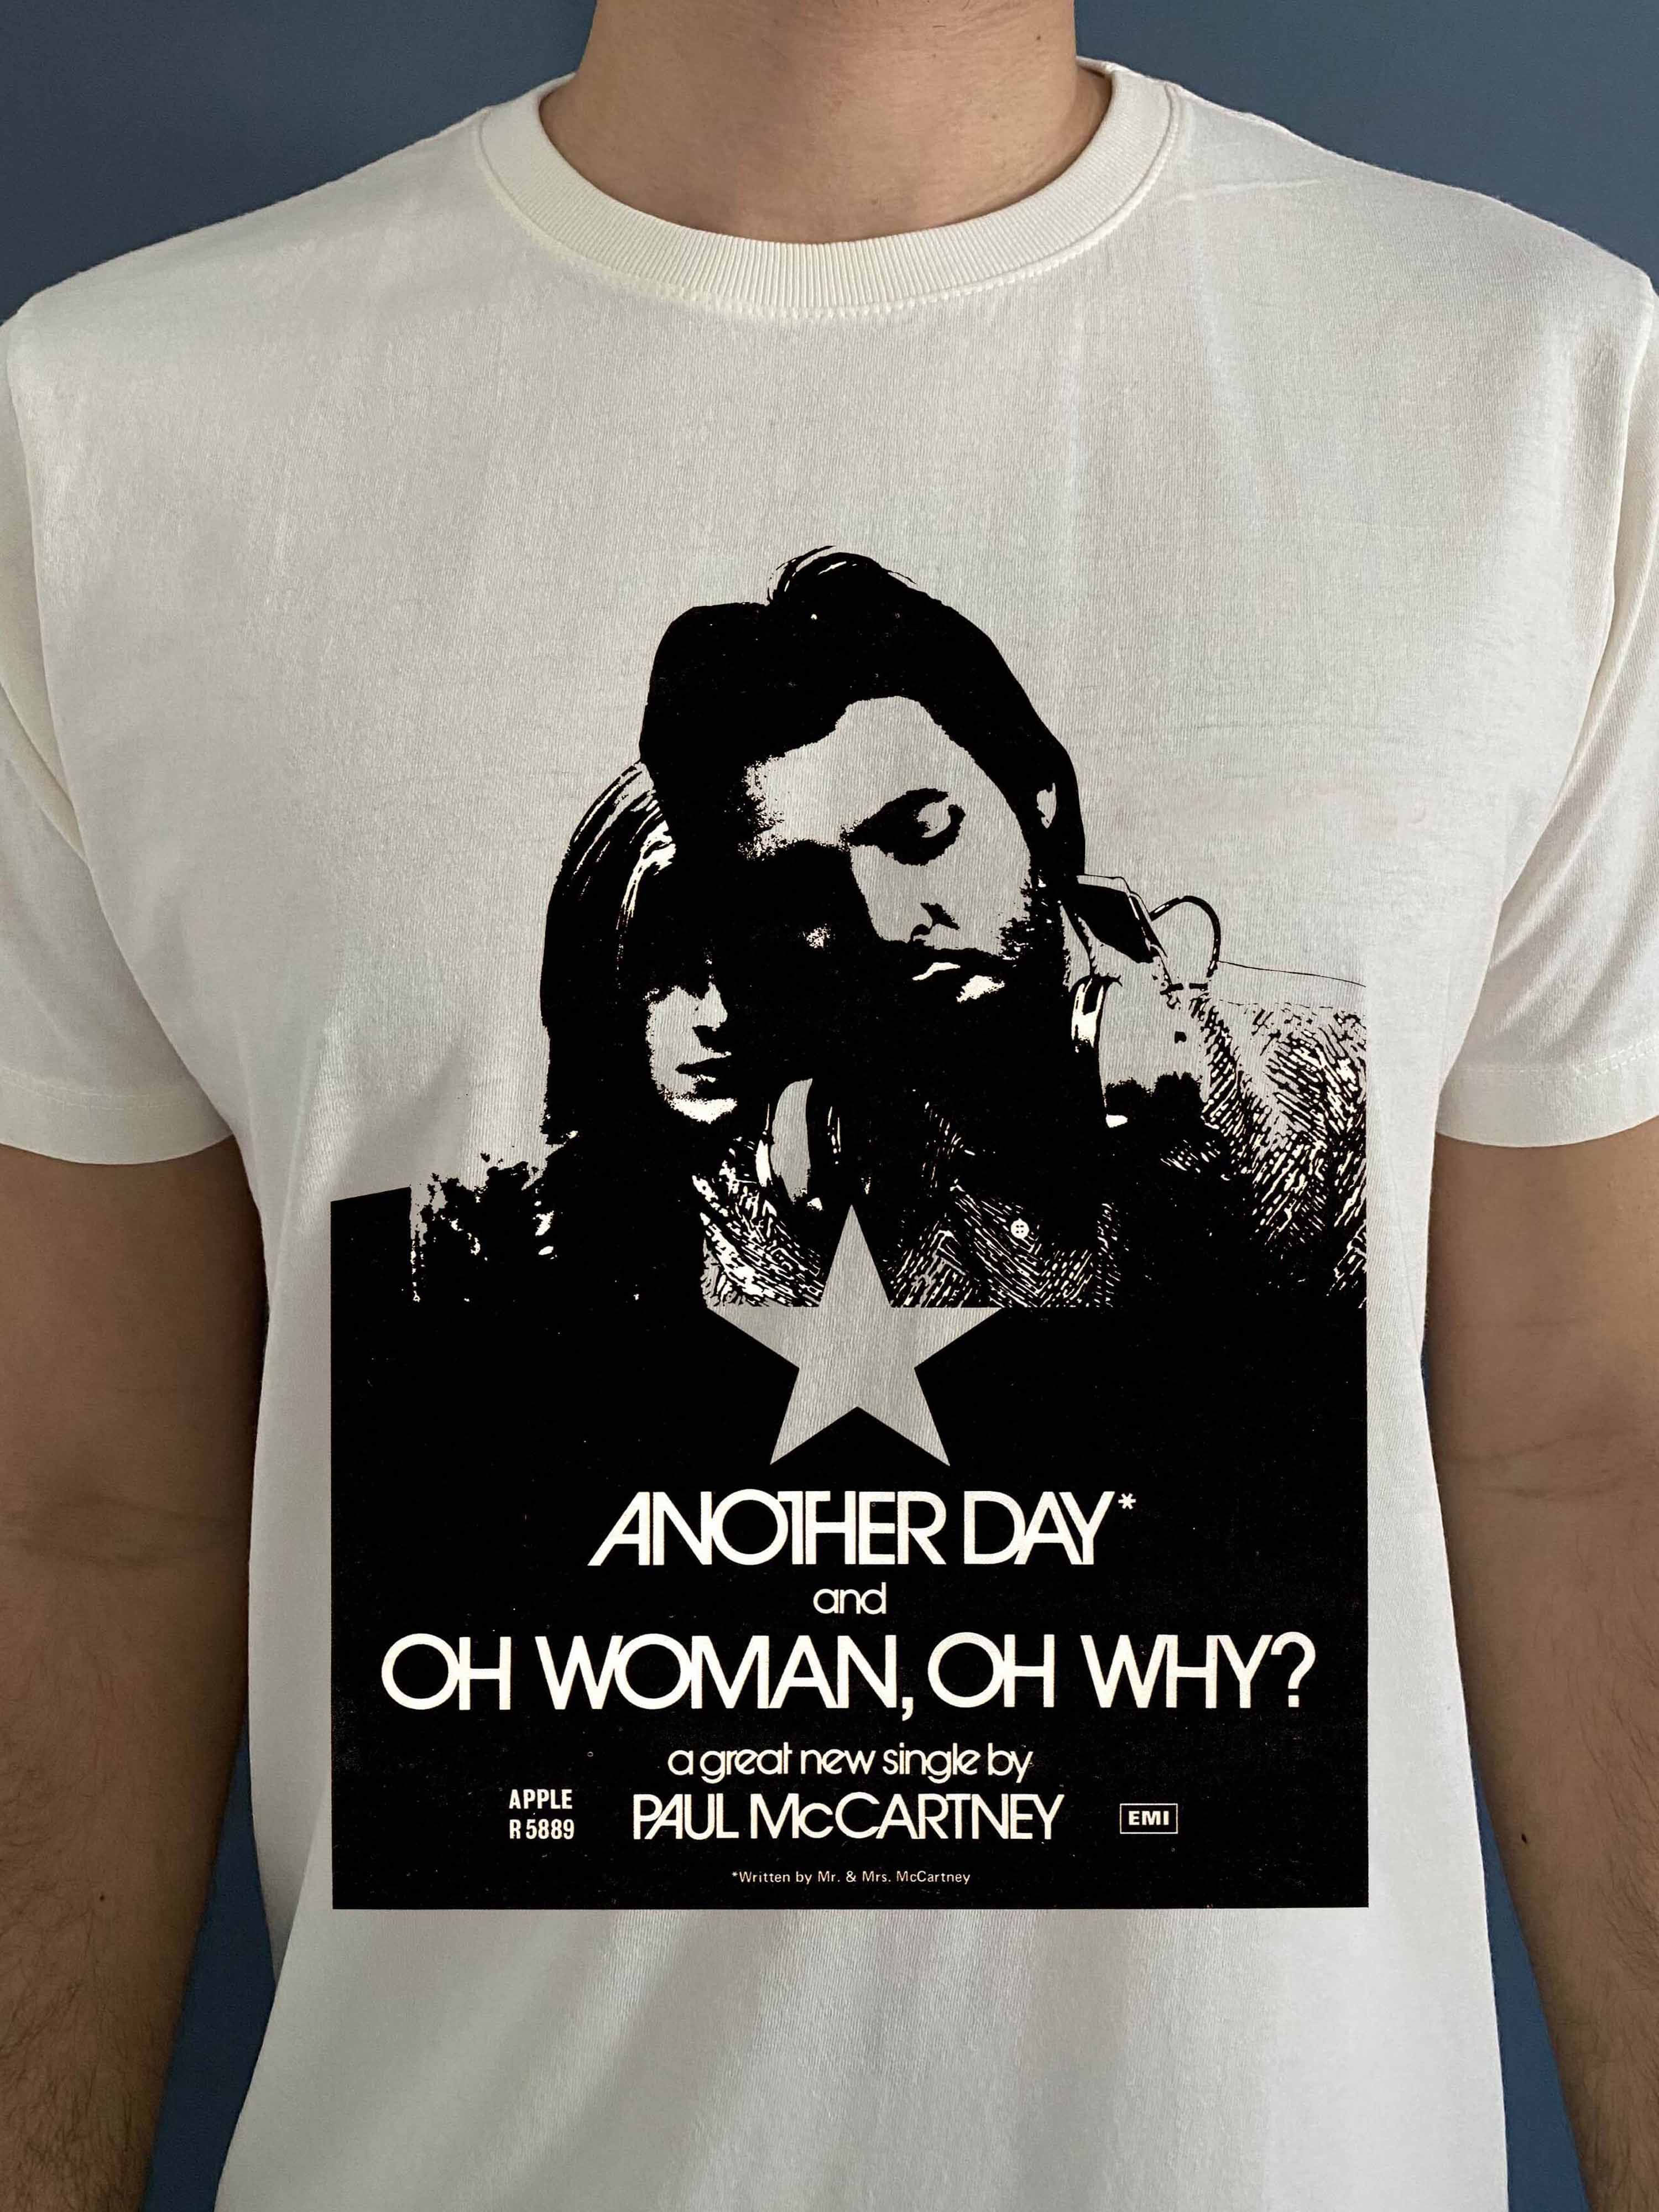 ANOTHER DAY*
and
OH WOMAN, OH WHY?
a great new single by
APPLE
R 5889
PAUL McCARTNEY
EMI
*Written by Mr. & Mrs. McCartney